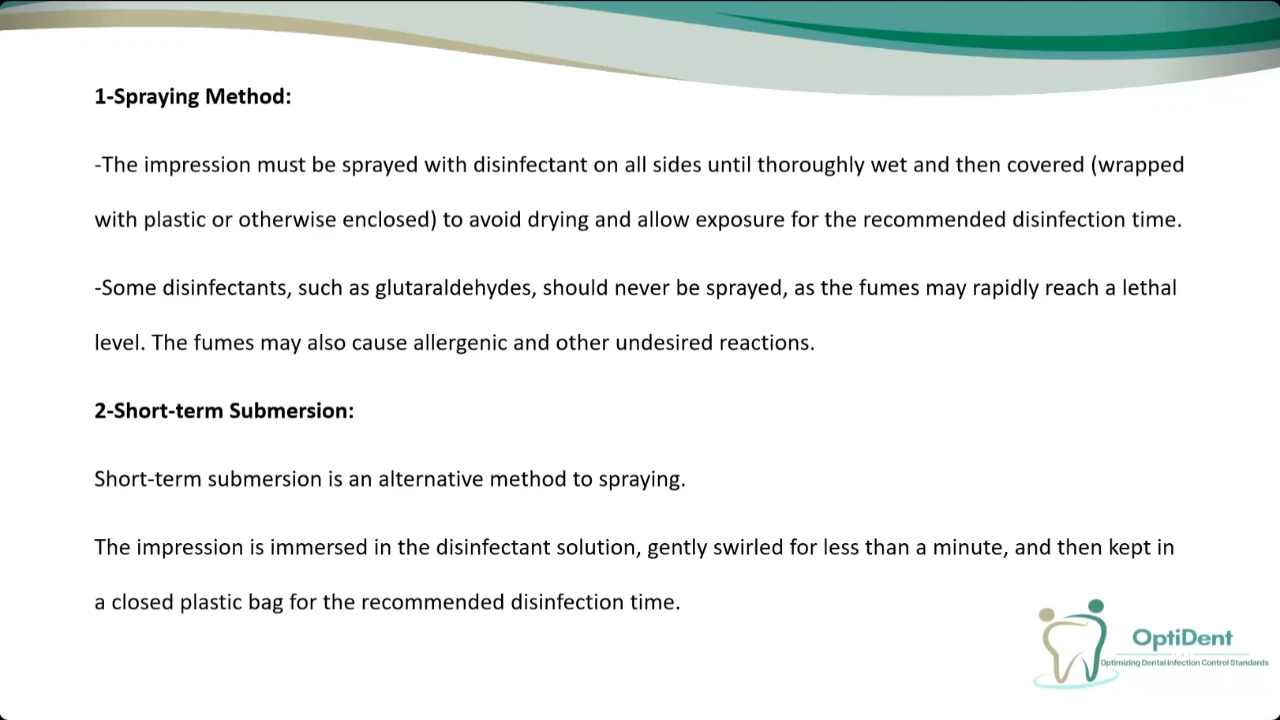 1-Spraying Method:
-The impression must be sprayed with disinfectant on all sides until thoroughly wet and then covered (wrapped
with plastic or otherwise enclosed) to avoid drying and allow exposure for the recommended disinfection time.
-Some disinfectants, such as glutaraldehydes, should never be sprayed, as the fumes may rapidly reach a lethal
level. The fumes may also cause allergenic and other undesired reactions.
2-Short-term Submersion:
Short-term submersion is an alternative method to spraying.
The impression is immersed in the disinfectant solution, gently swirled for less than a minute, and then kept in
a closed plastic bag for the recommended disinfection time.
OptiDent
Optimizing Dental Infection Control Standards